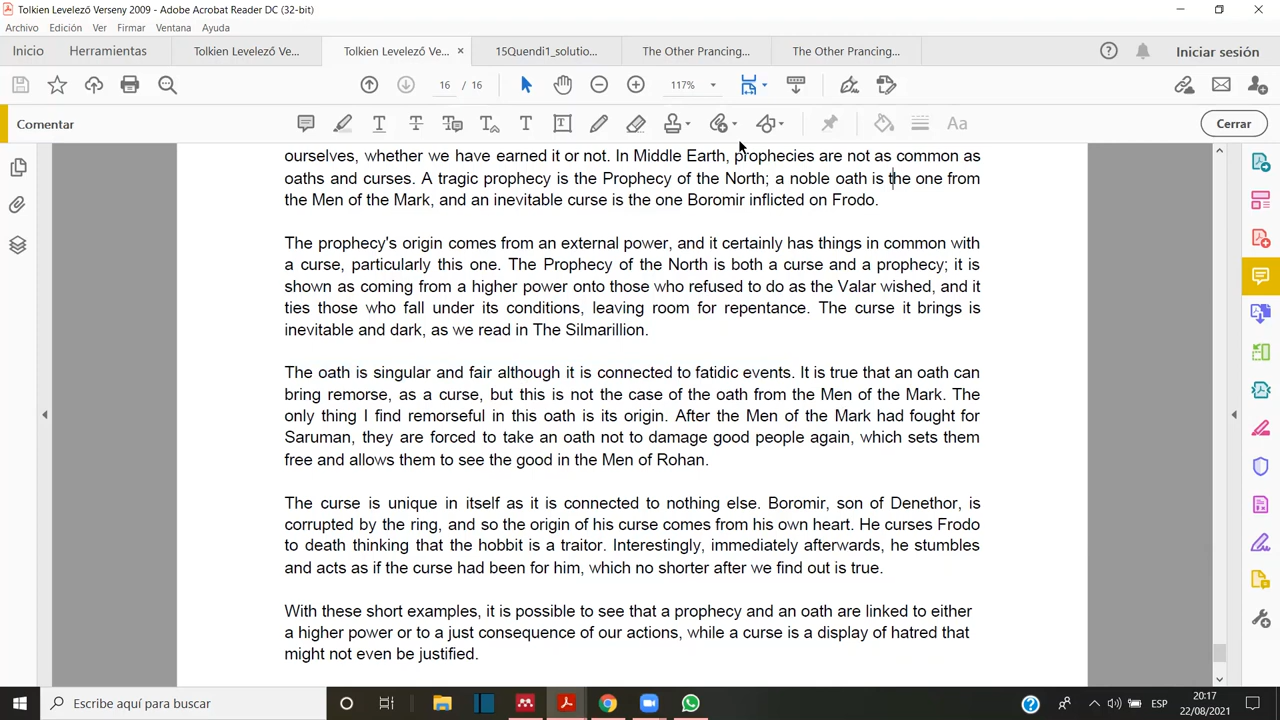 Tolkien Levelező Verseny 2009 - Adobe Acrobat Reader DC (32-bit)
Archivo Edición Ver Firmar Ventana Ayuda
Inicio Herramientas Tolkien Levelező Ve... Tolkien Levelező Ve... × 15Quendi1_solutio... The Other Prancing... The Other Prancing... Iniciar sesión
16 / 16 117%
Comentar Cerrar
ourselves, whether we have earned it or not. In Middle Earth, prophecies are not as common as
oaths and curses. A tragic prophecy is the Prophecy of the North; a noble oath is the one from
the Men of the Mark, and an inevitable curse is the one Boromir inflicted on Frodo.
The prophecy's origin comes from an external power, and it certainly has things in common with
a curse, particularly this one. The Prophecy of the North is both a curse and a prophecy; it is
shown as coming from a higher power onto those who refused to do as the Valar wished, and it
ties those who fall under its conditions, leaving room for repentance. The curse it brings is
inevitable and dark, as we read in The Silmarillion.
The oath is singular and fair although it is connected to fatidic events. It is true that an oath can
bring remorse, as a curse, but this is not the case of the oath from the Men of the Mark. The
only thing I find remorseful in this oath is its origin. After the Men of the Mark had fought for
Saruman, they are forced to take an oath not to damage good people again, which sets them
free and allows them to see the good in the Men of Rohan.
The curse is unique in itself as it is connected to nothing else. Boromir, son of Denethor, is
corrupted by the ring, and so the origin of his curse comes from his own heart. He curses Frodo
to death thinking that the hobbit is a traitor. Interestingly, immediately afterwards, he stumbles
and acts as if the curse had been for him, which no shorter after we find out is true.
With these short examples, it is possible to see that a prophecy and an oath are linked to either
a higher power or to a just consequence of our actions, while a curse is a display of hatred that
might not even be justified.
Escribe aquí para buscar ESP 20:17
22/08/2021